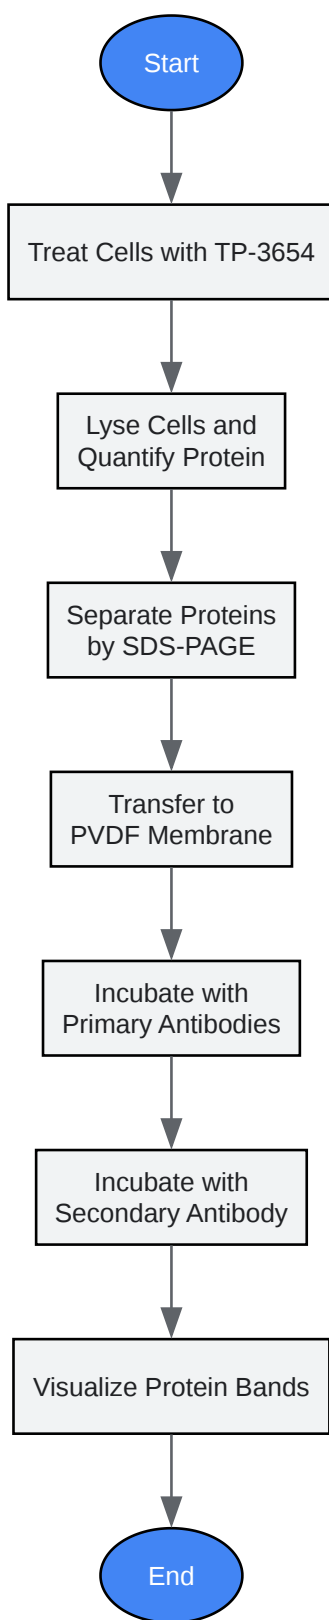 Start
Treat Cells with TP-3654
Lyse Cells and
Quantify Protein
Separate Proteins
by SDS-PAGE
Transfer to
PVDF Membrane
Incubate with
Primary Antibodies
Incubate with
Secondary Antibody
Visualize Protein Bands
End